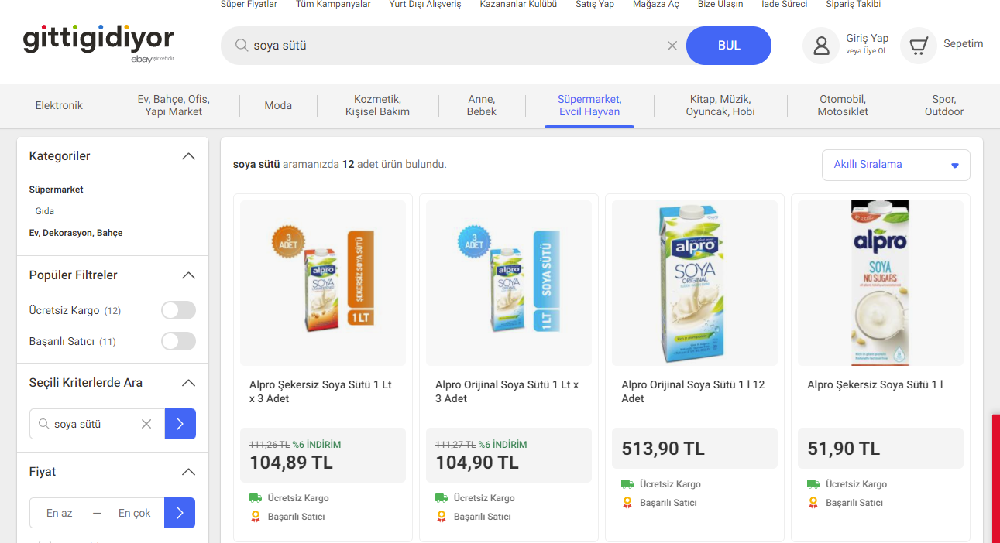 Süper Fiyatlar Tüm Kampanyalar Yurt Dışı Alışveriş Kazananlar Kulübü Satış Yap Mağaza Aç Bize Ulaşın İade Süreci Sipariş Takibi
gittigidiyor
ebay şirketidir
soya sütü
BUL
Giriş Yap
veya Üye Ol
Sepetim
Elektronik
Ev, Bahçe, Ofis,
Yapı Market
Moda
Kozmetik,
Kişisel Bakım
Anne,
Bebek
Süpermarket,
Evcil Hayvan
Kitap, Müzik,
Oyuncak, Hobi
Otomobil,
Motosiklet
Spor,
Outdoor
Kategoriler
Süpermarket
Gıda
Ev, Dekorasyon, Bahçe
Popüler Filtreler
Ücretsiz Kargo (12)
Başarılı Satıcı (11)
Seçili Kriterlerde Ara
soya sütü
Fiyat
En az — En çok
soya sütü aramanızda 12 adet ürün bulundu.
Akıllı Sıralama
3
ADET
ŞEKERSİZ SOYA SÜTÜ
1 LT
alpro
SOYA
Alpro Şekersiz Soya Sütü 1 Lt
x 3 Adet
111,26 TL %6 İNDİRİM
104,89 TL
Ücretsiz Kargo
Başarılı Satıcı
3
ADET
SOYA SÜTÜ
1 LT
alpro
SOYA
Alpro Orijinal Soya Sütü 1 Lt x
3 Adet
111,27 TL %6 İNDİRİM
104,90 TL
Ücretsiz Kargo
Başarılı Satıcı
alpro
SOYA
ORIGINAL
Alpro Orijinal Soya Sütü 1 l 12
Adet
513,90 TL
Ücretsiz Kargo
Başarılı Satıcı
alpro
SOYA
NO SUGARS
Alpro Şekersiz Soya Sütü 1 l
51,90 TL
Ücretsiz Kargo
Başarılı Satıcı